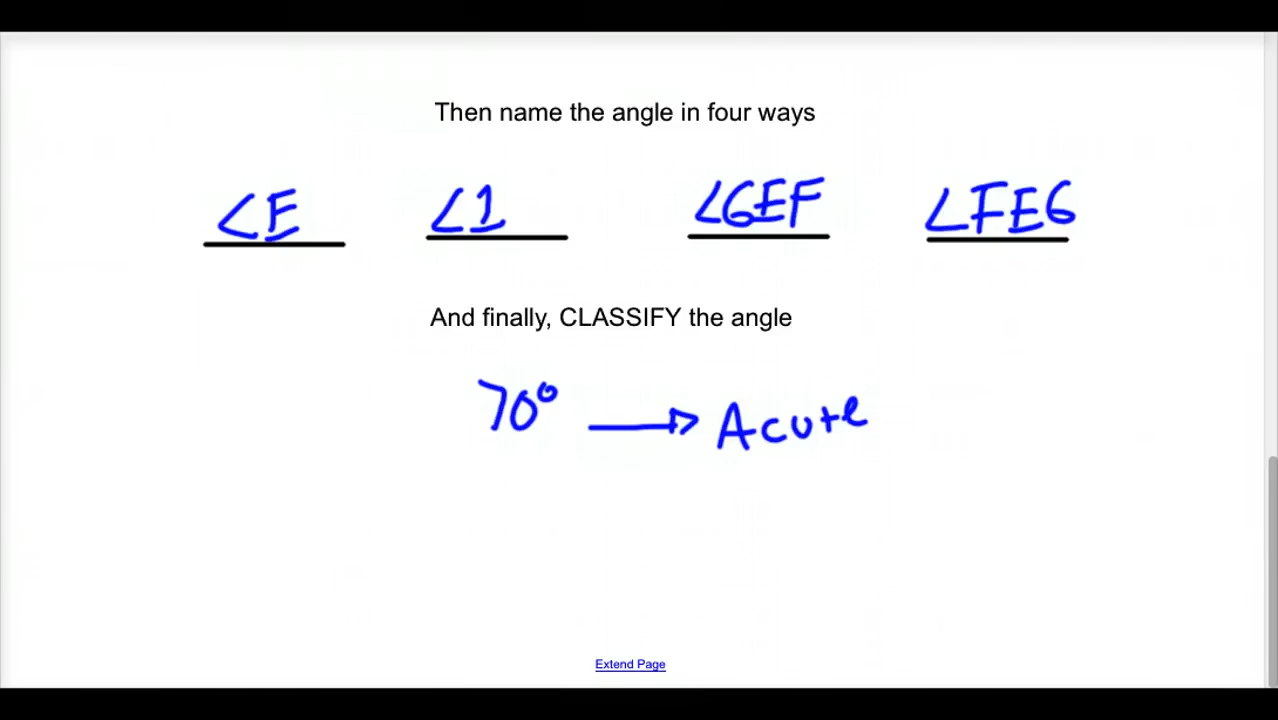 Then name the angle in four ways
<E <1 <GEF <FEG
And finally, CLASSIFY the angle
70° → Acute
Extend Page